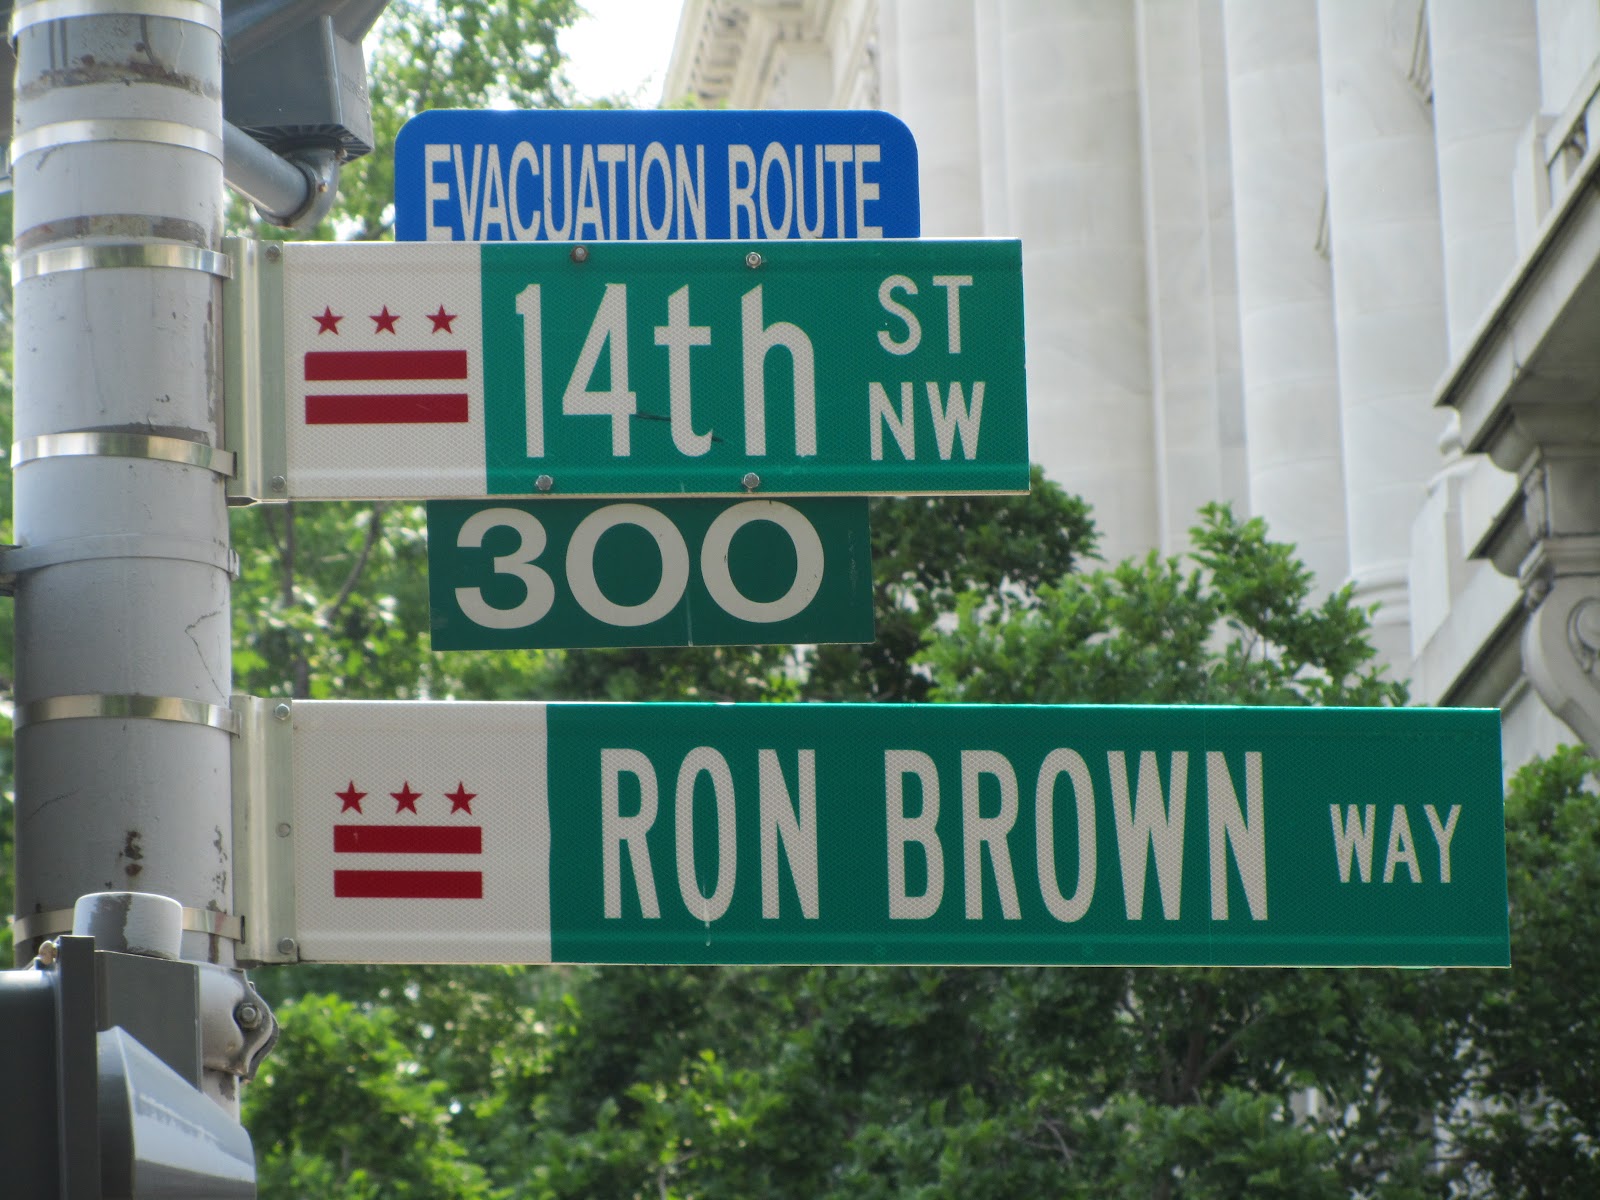 EVACUATION ROUTE
14th ST NW
300
RON BROWN WAY